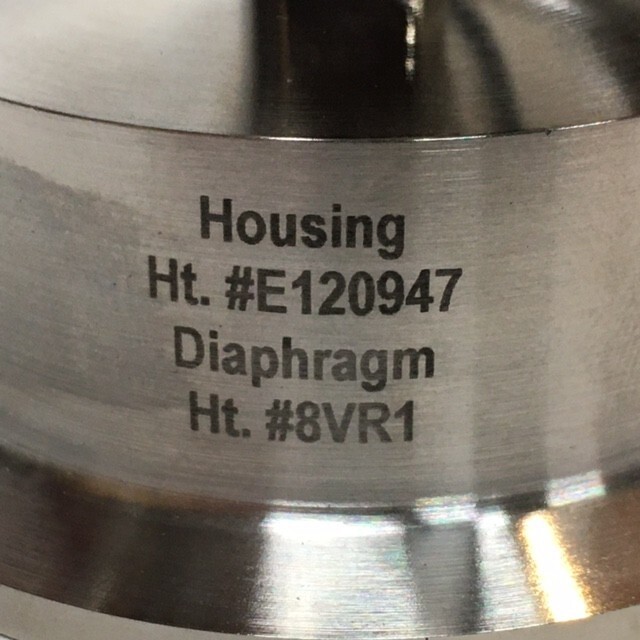 Housing
Ht. #E120947
Diaphragm
Ht. #8VR1